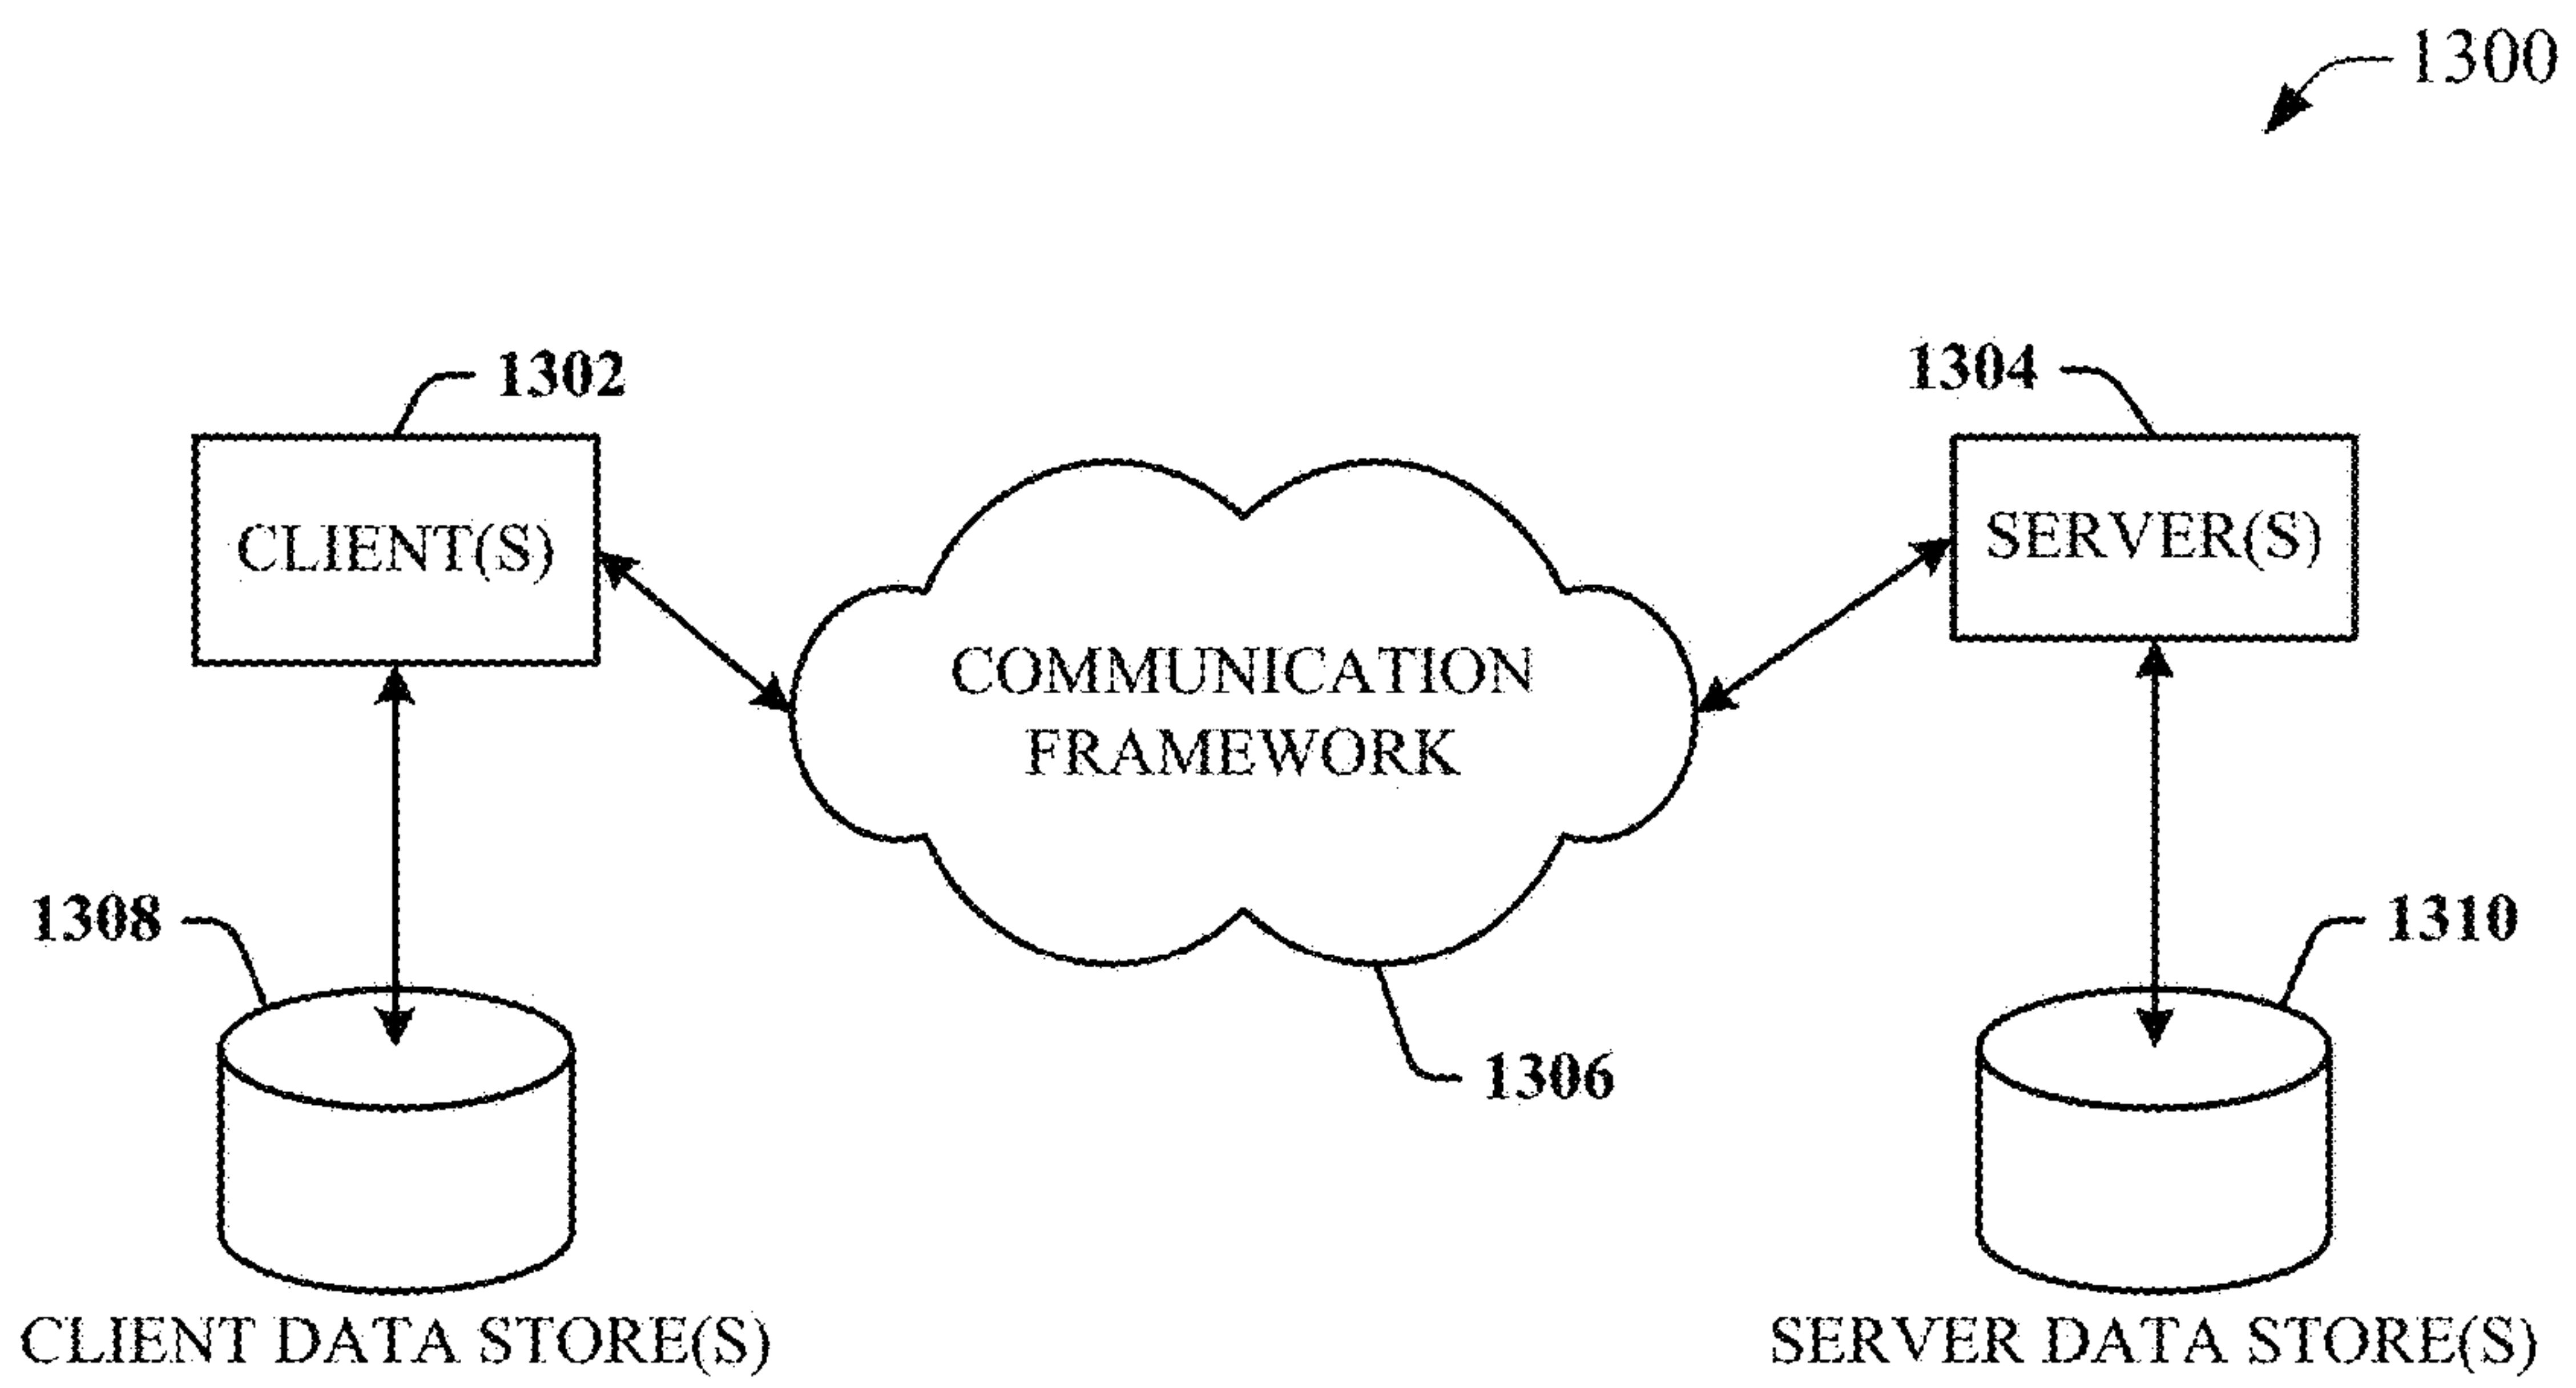 1300
1302
1304
CLIENT(S)
SERVER(S)
COMMUNICATION
FRAMEWORK
1308
1310
1306
CLIENT DATA STORE(S)
SERVER DATA STORE(S)